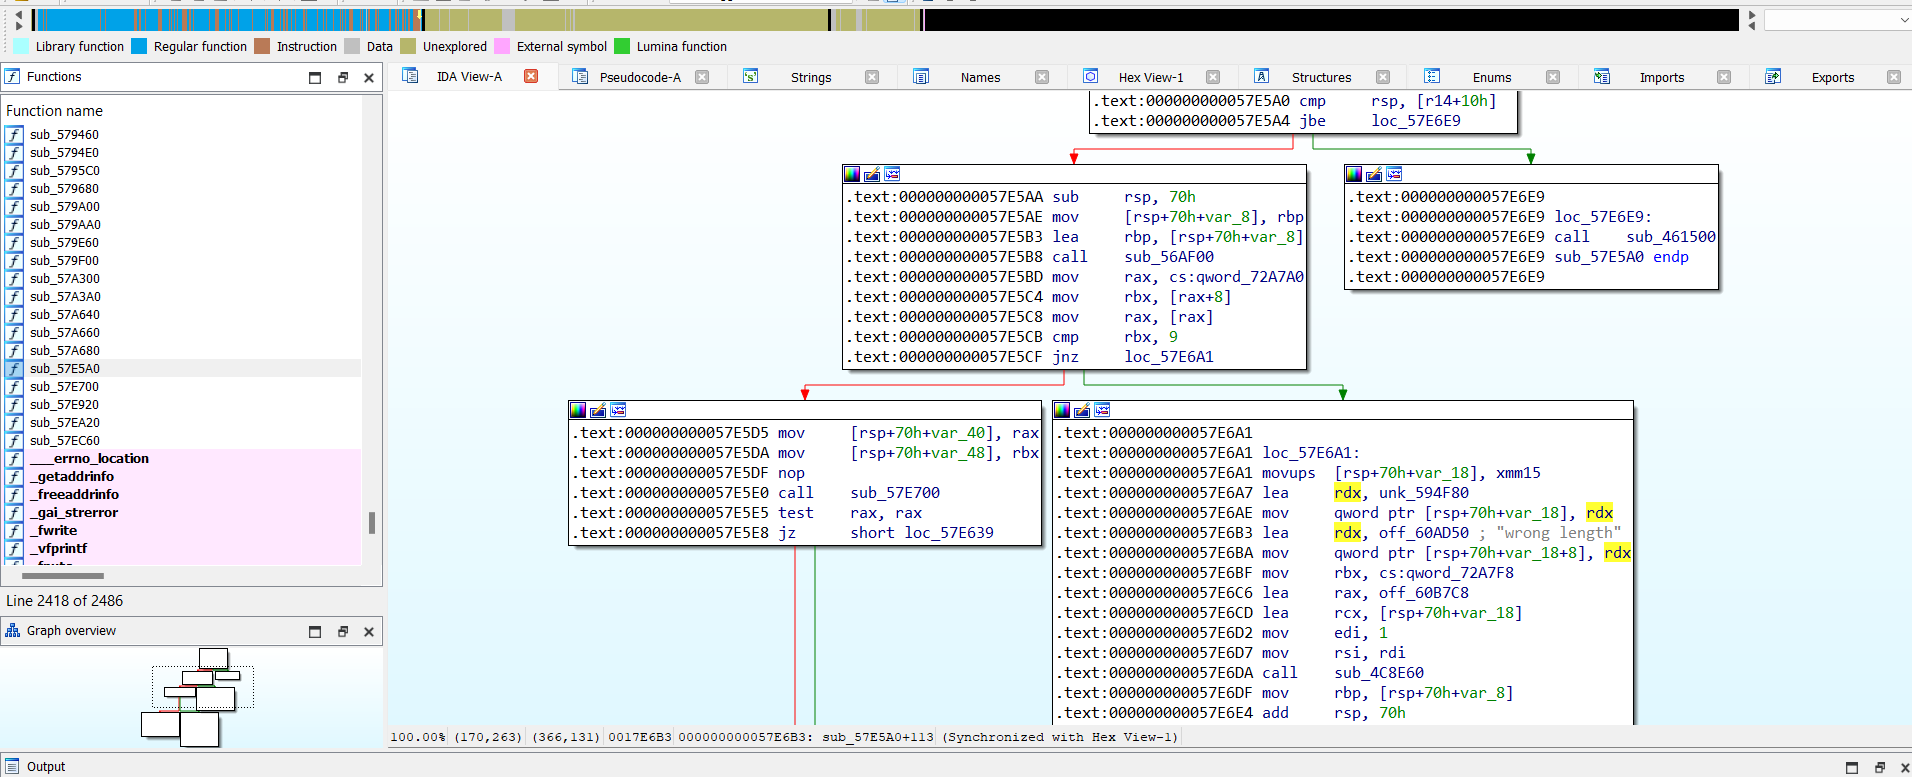 Library function Regular function Instruction Data Unexplored External symbol Lumina function
Functions
IDA View-A Pseudocode-A Strings Names Hex View-1 Structures Enums Imports Exports
Function name
sub_579460
sub_5794E0
sub_5795C0
sub_579680
sub_579A00
sub_579AA0
sub_579E60
sub_579F00
sub_57A300
sub_57A3A0
sub_57A640
sub_57A660
sub_57A680
sub_57E5A0
sub_57E700
sub_57E920
sub_57EA20
sub_57EC60
___errno_location
_getaddrinfo
_freeaddrinfo
_gai_strerror
_fwrite
_vfprintf
Line 2418 of 2486
Graph overview
.text:000000000057E5A0 cmp rsp, [r14+10h]
.text:000000000057E5A4 jbe loc_57E6E9
.text:000000000057E5AA sub rsp, 70h
.text:000000000057E5AE mov [rsp+70h+var_8], rbp
.text:000000000057E5B3 lea rbp, [rsp+70h+var_8]
.text:000000000057E5B8 call sub_56AF00
.text:000000000057E5BD mov rax, cs:qword_72A7A0
.text:000000000057E5C4 mov rbx, [rax+8]
.text:000000000057E5C8 mov rax, [rax]
.text:000000000057E5CB cmp rbx, 9
.text:000000000057E5CF jnz loc_57E6A1
.text:000000000057E6E9
.text:000000000057E6E9 loc_57E6E9:
.text:000000000057E6E9 call sub_461500
.text:000000000057E6E9 sub_57E5A0 endp
.text:000000000057E6E9
.text:000000000057E5D5 mov [rsp+70h+var_40], rax
.text:000000000057E5DA mov [rsp+70h+var_48], rbx
.text:000000000057E5DF nop
.text:000000000057E5E0 call sub_57E700
.text:000000000057E5E5 test rax, rax
.text:000000000057E5E8 jz short loc_57E639
.text:000000000057E6A1
.text:000000000057E6A1 loc_57E6A1:
.text:000000000057E6A1 movups [rsp+70h+var_18], xmm15
.text:000000000057E6A7 lea rdx, unk_594F80
.text:000000000057E6AE mov qword ptr [rsp+70h+var_18], rdx
.text:000000000057E6B3 lea rdx, off_60AD50 ; "wrong length"
.text:000000000057E6BA mov qword ptr [rsp+70h+var_18+8], rdx
.text:000000000057E6BF mov rbx, cs:qword_72A7F8
.text:000000000057E6C6 lea rax, off_60B7C8
.text:000000000057E6CD lea rcx, [rsp+70h+var_18]
.text:000000000057E6D2 mov edi, 1
.text:000000000057E6D7 mov rsi, rdi
.text:000000000057E6DA call sub_4C8E60
.text:000000000057E6DF mov rbp, [rsp+70h+var_8]
.text:000000000057E6E4 add rsp, 70h
100.00% (170,263) (366,131) 0017E6B3 000000000057E6B3: sub_57E5A0+113 (Synchronized with Hex View-1)
Output